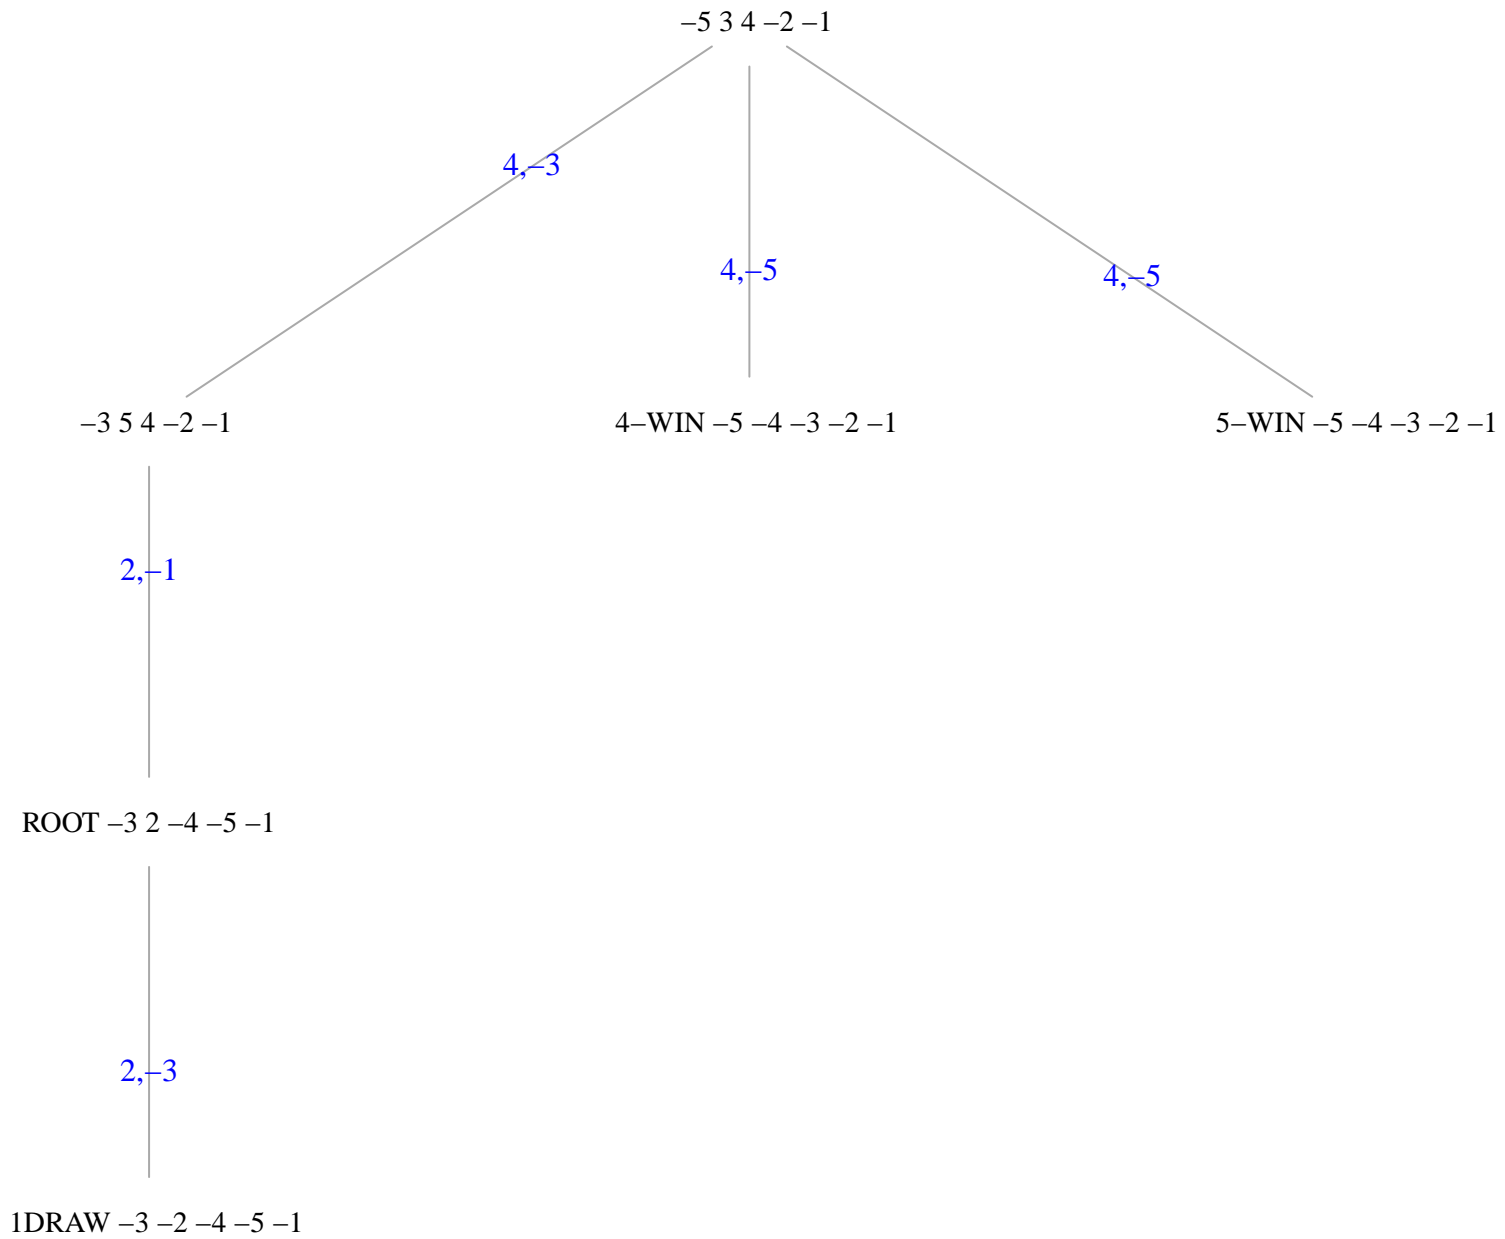 –5 3 4 –2 –1
4,–3
4,–5
4,–5
–3 5 4 –2 –1
4–WIN –5 –4 –3 –2 –1
5–WIN –5 –4 –3 –2 –1
2,–1
ROOT –3 2 –4 –5 –1
2,–3
1DRAW –3 –2 –4 –5 –1